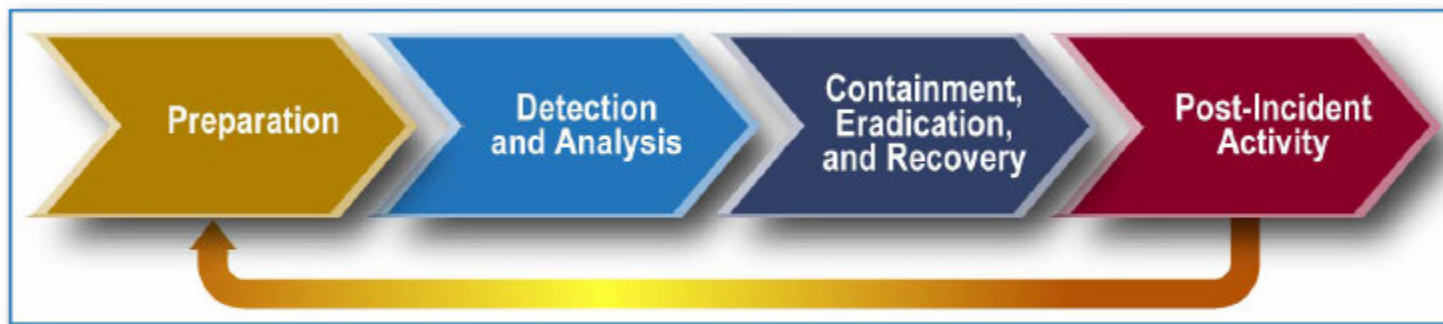 Preparation
Detection
and Analysis
Containment,
Eradication,
and Recovery
Post-Incident
Activity